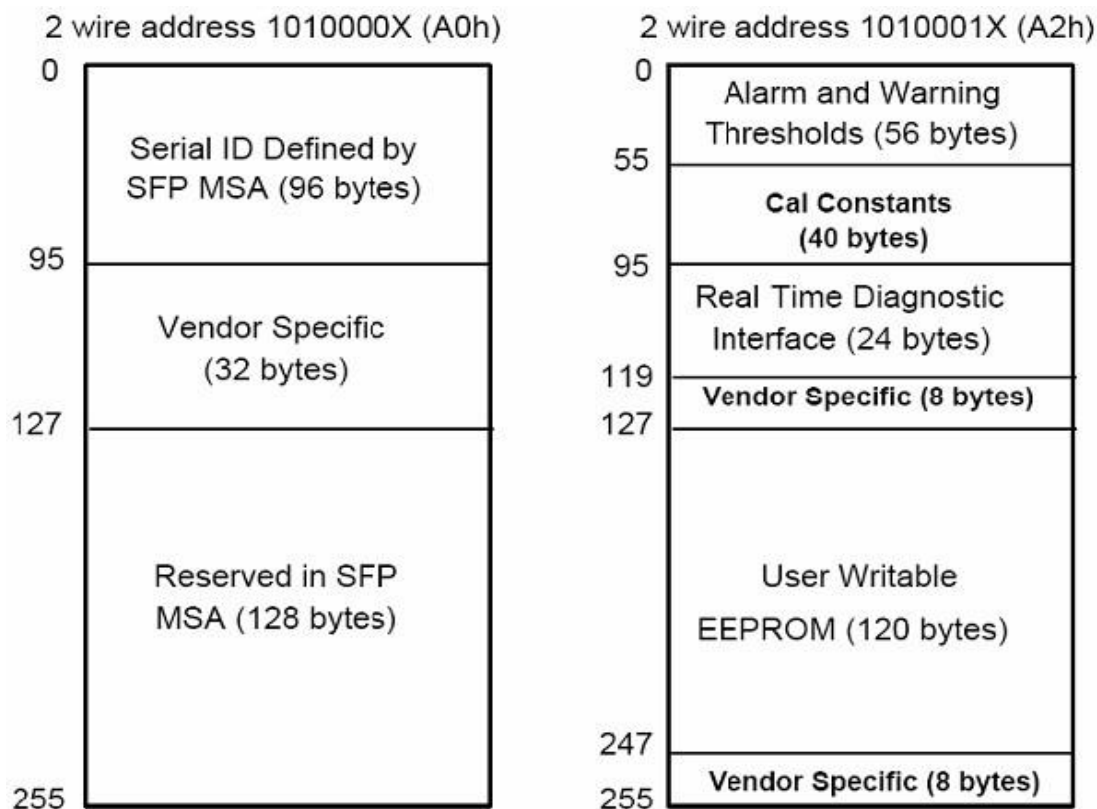 2 wire address 1010000X (A0h)
0
Serial ID Defined by
SFP MSA (96 bytes)
95
Vendor Specific
(32 bytes)
127
Reserved in SFP
MSA (128 bytes)
255
2 wire address 1010001X (A2h)
0
Alarm and Warning
Thresholds (56 bytes)
55
Cal Constants
(40 bytes)
95
Real Time Diagnostic
Interface (24 bytes)
119
Vendor Specific (8 bytes)
127
User Writable
EEPROM (120 bytes)
247
Vendor Specific (8 bytes)
255